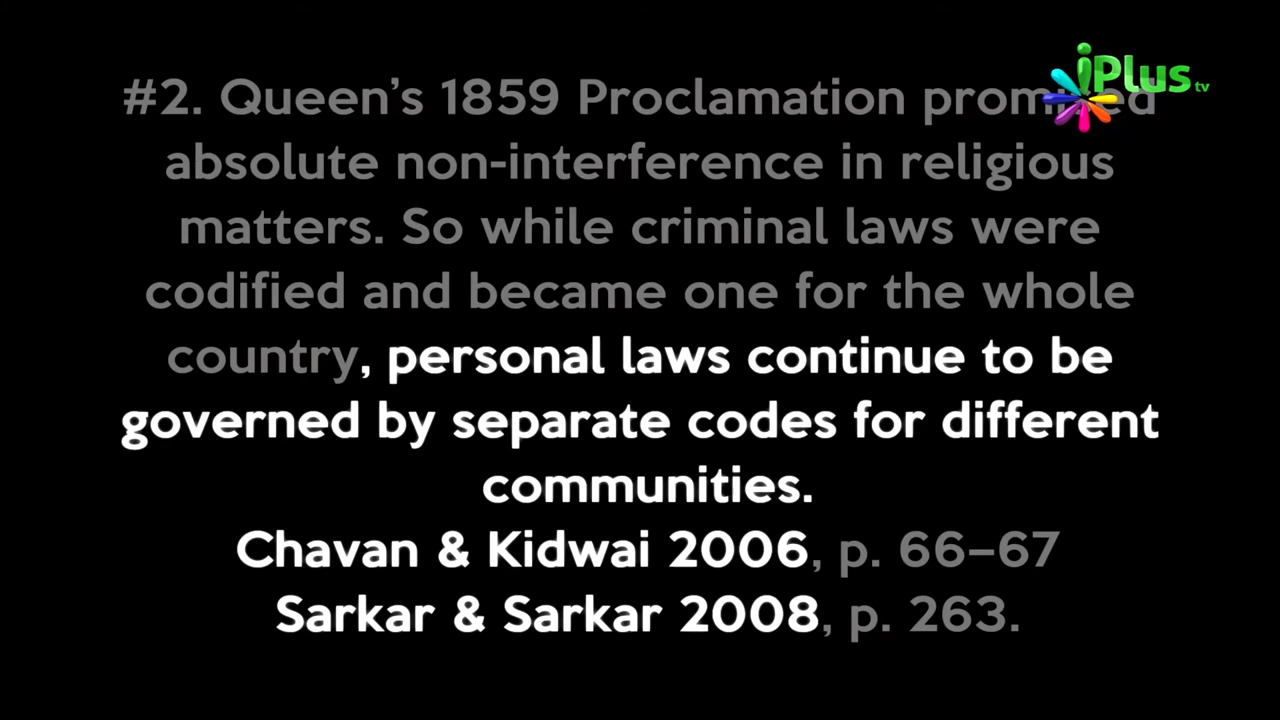 #2. Queen's 1859 Proclamation
absolute non-interference in religious
matters. So while criminal laws were
codified and became one for the whole
country, personal laws continue to be
governed by separate codes for different
communities.
Chavan & Kidwai 2006, p. 66–67
Sarkar & Sarkar 2008, p. 263.
iPlus tv